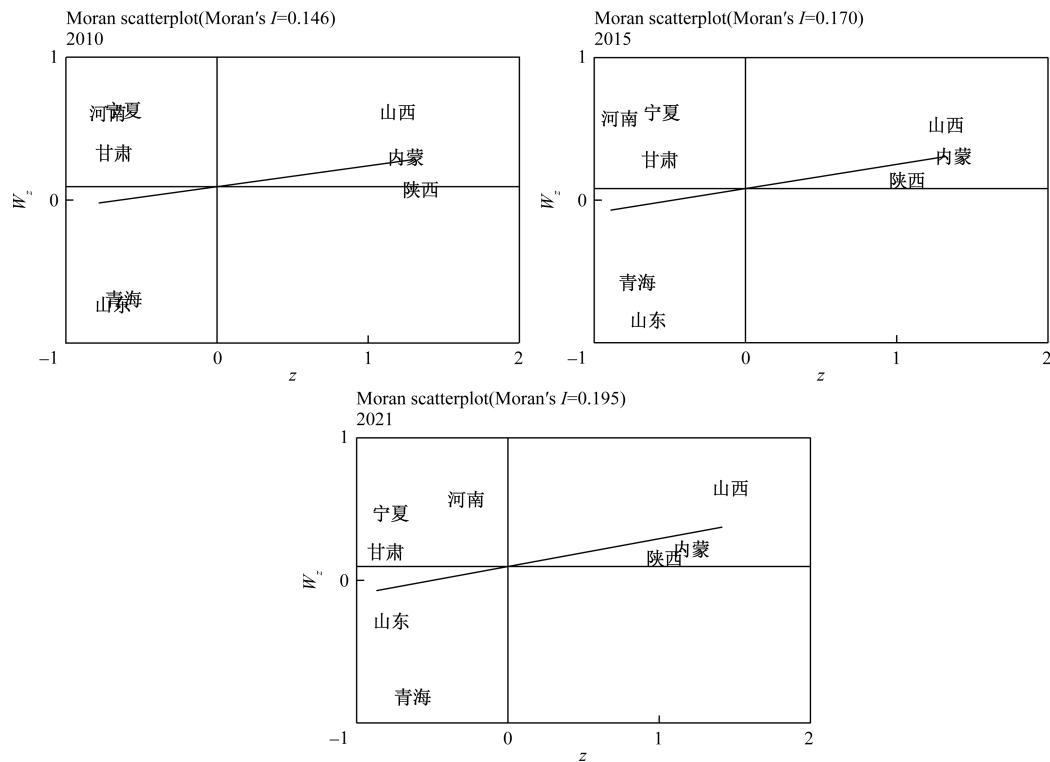 Moran scatterplot(Moran′s I=0.146)
2010
1
宁夏
河南
山西
甘肃
内蒙
陕西
0
W_z
青海
山东
−1
0
1
2
z
Moran scatterplot(Moran′s I=0.170)
2015
1
宁夏
河南
山西
甘肃
内蒙
陕西
0
W_z
青海
山东
−1
0
1
2
z
Moran scatterplot(Moran′s I=0.195)
2021
1
山西
河南
宁夏
甘肃
内蒙
陕西
0
W_z
山东
青海
−1
0
1
2
z